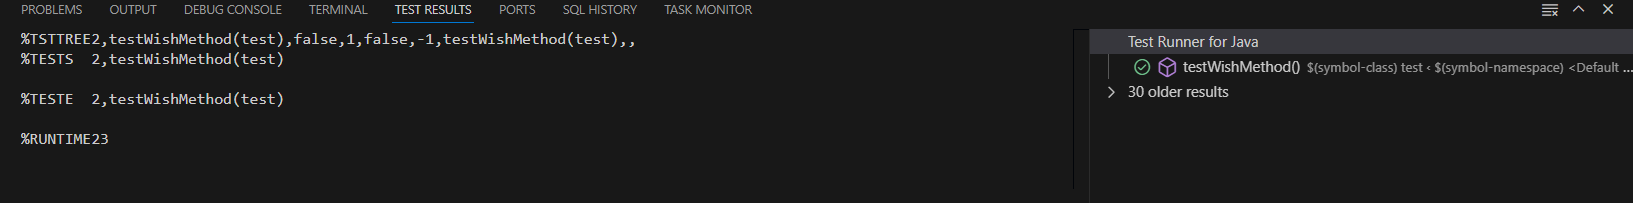 PROBLEMS OUTPUT DEBUG CONSOLE TERMINAL TEST RESULTS PORTS SQL HISTORY TASK MONITOR
%TSTTREE2,testWishMethod(test),false,1,false,-1,testWishMethod(test),,
%TESTS  2,testWishMethod(test)
%TESTE  2,testWishMethod(test)
%RUNTIME23
Test Runner for Java
testWishMethod() $(symbol-class) test ‹ $(symbol-namespace) <Default ...
30 older results